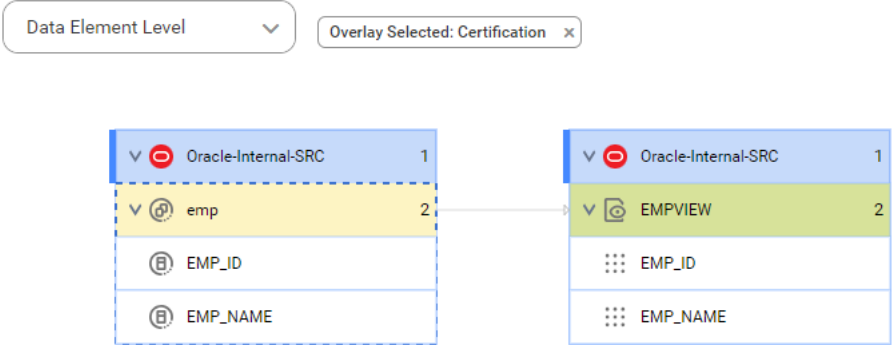 Data Element Level
Overlay Selected: Certification ×
Oracle-Internal-SRC 1
Oracle-Internal-SRC 1
emp 2
EMPVIEW 2
EMP_ID
EMP_ID
EMP_NAME
EMP_NAME